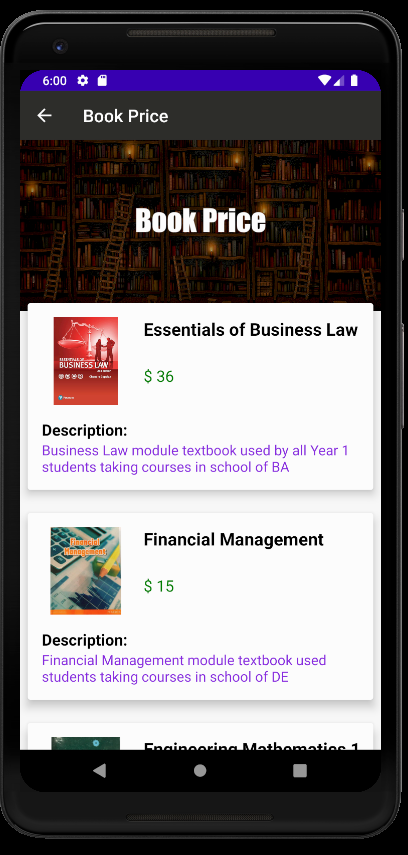 6:00
Book Price
Book Price
Essentials of Business Law
$ 36
ESSENTIALS OF
BUSINESS LAW
Description:
Business Law module textbook used by all Year 1
students taking courses in school of BA
Financial Management
$ 15
Financial
Management
Description:
Financial Management module textbook used
students taking courses in school of DE
Engineering Mathematics 1